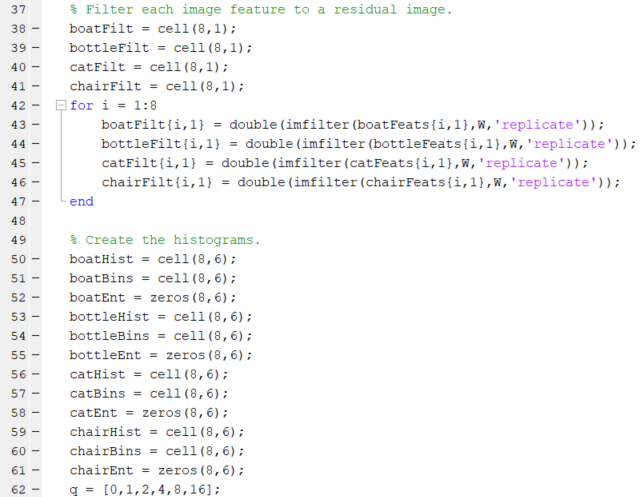 37 % Filter each image feature to a residual image.
38 – boatFilt = cell(8,1);
39 – bottleFilt = cell(8,1);
40 – catFilt = cell(8,1);
41 – chairFilt = cell(8,1);
42 – for i = 1:8
43 – boatFilt{i,1} = double(imfilter(boatFeats{i,1},W,'replicate'));
44 – bottleFilt{i,1} = double(imfilter(bottleFeats{i,1},W,'replicate'));
45 – catFilt{i,1} = double(imfilter(catFeats{i,1},W,'replicate'));
46 – chairFilt{i,1} = double(imfilter(chairFeats{i,1},W,'replicate'));
47 – end
48
49 % Create the histograms.
50 – boatHist = cell(8,6);
51 – boatBins = cell(8,6);
52 – boatEnt = zeros(8,6);
53 – bottleHist = cell(8,6);
54 – bottleBins = cell(8,6);
55 – bottleEnt = zeros(8,6);
56 – catHist = cell(8,6);
57 – catBins = cell(8,6);
58 – catEnt = zeros(8,6);
59 – chairHist = cell(8,6);
60 – chairBins = cell(8,6);
61 – chairEnt = zeros(8,6);
62 – q = [0,1,2,4,8,16];